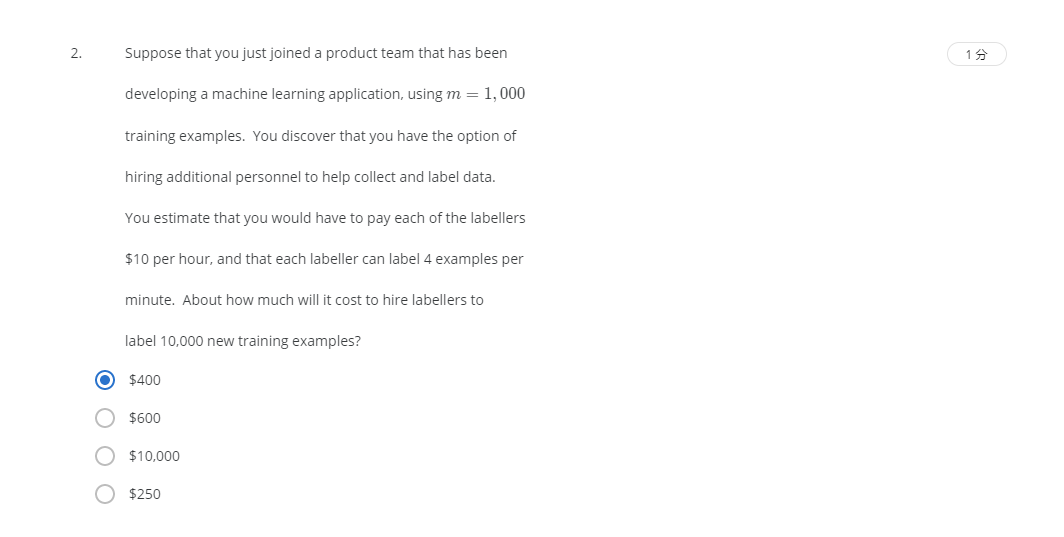 2. Suppose that you just joined a product team that has been 1分
developing a machine learning application, using m = 1,000
training examples. You discover that you have the option of
hiring additional personnel to help collect and label data.
You estimate that you would have to pay each of the labellers
$10 per hour, and that each labeller can label 4 examples per
minute. About how much will it cost to hire labellers to
label 10,000 new training examples?
$400
$600
$10,000
$250